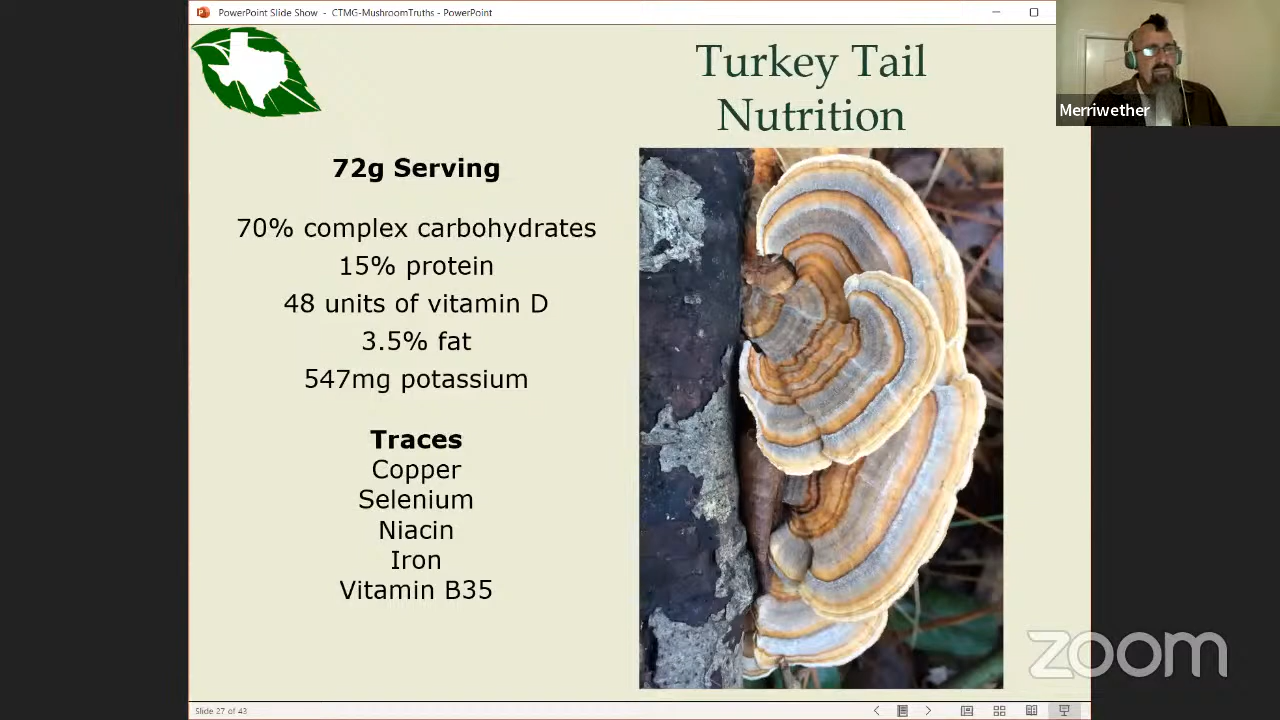 PowerPoint Slide Show - CTMG-MushroomTruths - PowerPoint
Merriwether
Turkey Tail
Nutrition
72g Serving
70% complex carbohydrates
15% protein
48 units of vitamin D
3.5% fat
547mg potassium
Traces
Copper
Selenium
Niacin
Iron
Vitamin B35
zoom
Slide 27 of 43